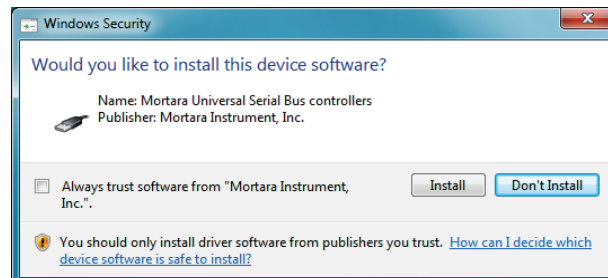 Windows Security
Would you like to install this device software?
Name: Mortara Universal Serial Bus controllers
Publisher: Mortara Instrument, Inc.
Always trust software from "Mortara Instrument,
Inc.".
Install
Don't Install
You should only install driver software from publishers you trust. How can I decide which
device software is safe to install?